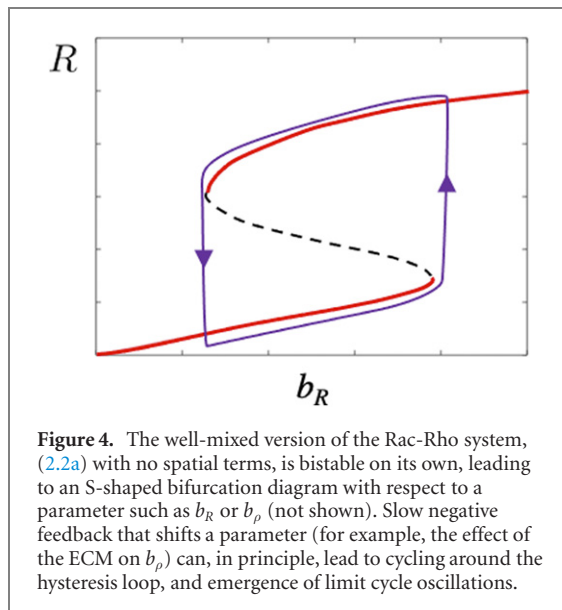 R
b_R
Figure 4. The well-mixed version of the Rac-Rho system,
(2.2a) with no spatial terms, is bistable on its own, leading
to an S-shaped bifurcation diagram with respect to a
parameter such as b_R or b_ρ (not shown). Slow negative
feedback that shifts a parameter (for example, the effect of
the ECM on b_ρ) can, in principle, lead to cycling around the
hysteresis loop, and emergence of limit cycle oscillations.